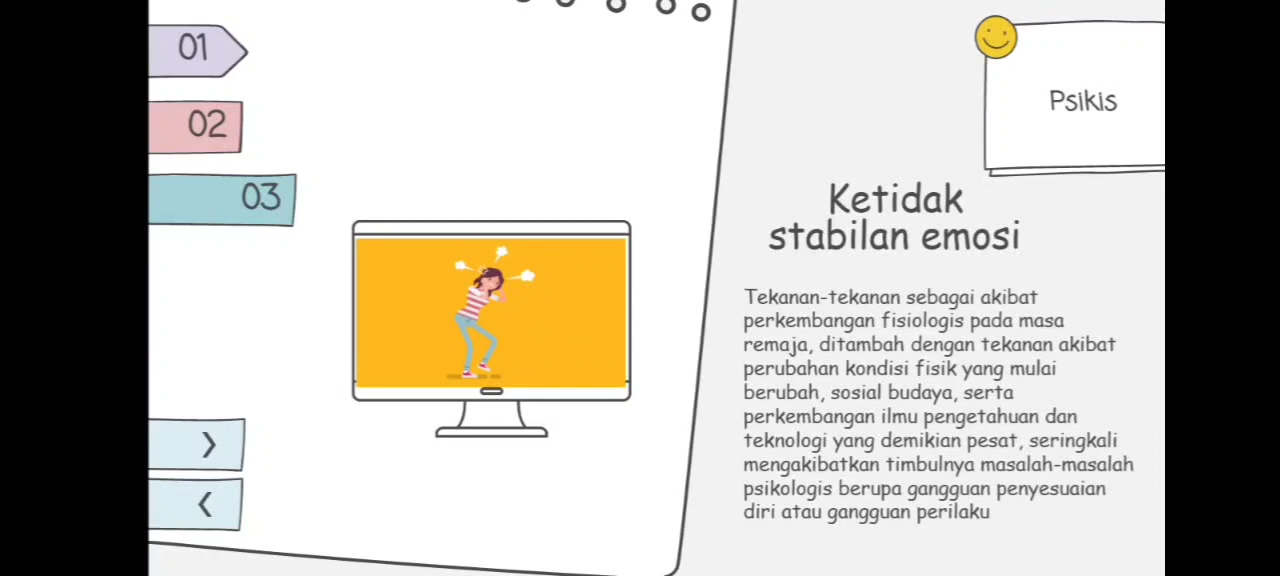 01
02
03
Psikis
Ketidak
stabilan emosi
Tekanan-tekanan sebagai akibat
perkembangan fisiologis pada masa
remaja, ditambah dengan tekanan akibat
perubahan kondisi fisik yang mulai
berubah, sosial budaya, serta
perkembangan ilmu pengetahuan dan
teknologi yang demikian pesat, seringkali
mengakibatkan timbulnya masalah-masalah
psikologis berupa gangguan penyesuaian
diri atau gangguan perilaku